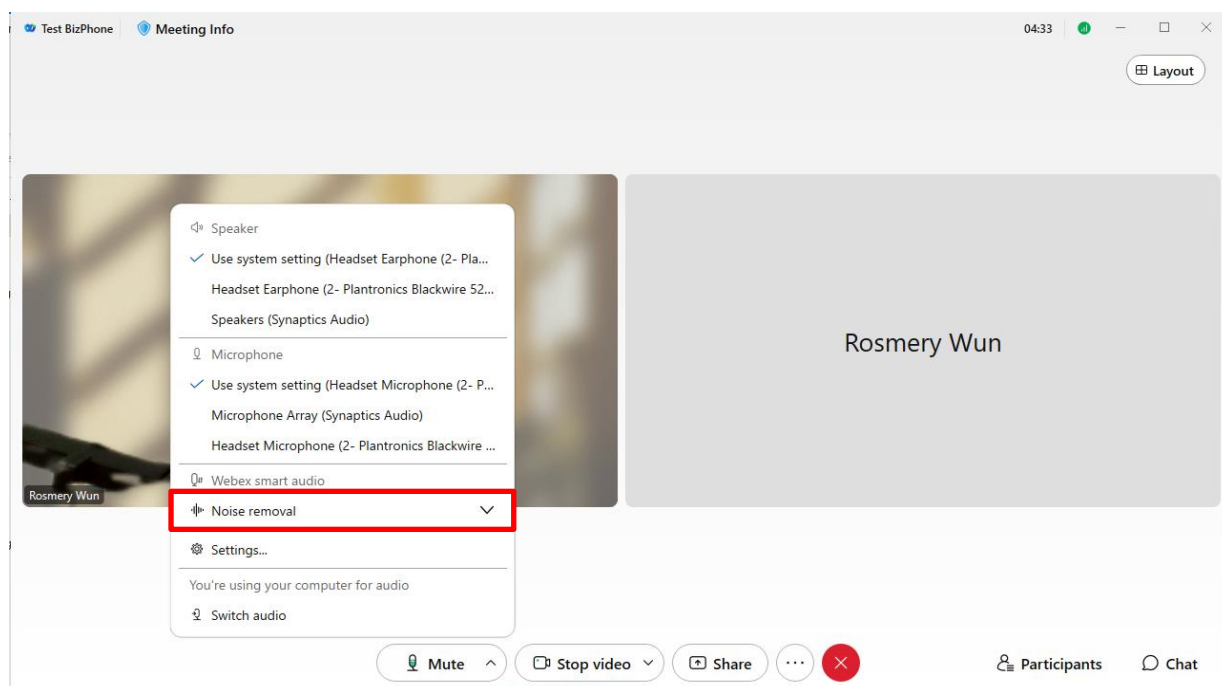 Test BizPhone
Meeting Info
04:33
Layout
Speaker
Use system setting (Headset Earphone (2- Pla...
Headset Earphone (2- Plantronics Blackwire 52...
Speakers (Synaptics Audio)
Microphone
Use system setting (Headset Microphone (2- P...
Microphone Array (Synaptics Audio)
Headset Microphone (2- Plantronics Blackwire ...
Webex smart audio
Noise removal
Settings...
You're using your computer for audio
Switch audio
Rosmery Wun
Rosmery Wun
Mute
Stop video
Share
Participants
Chat